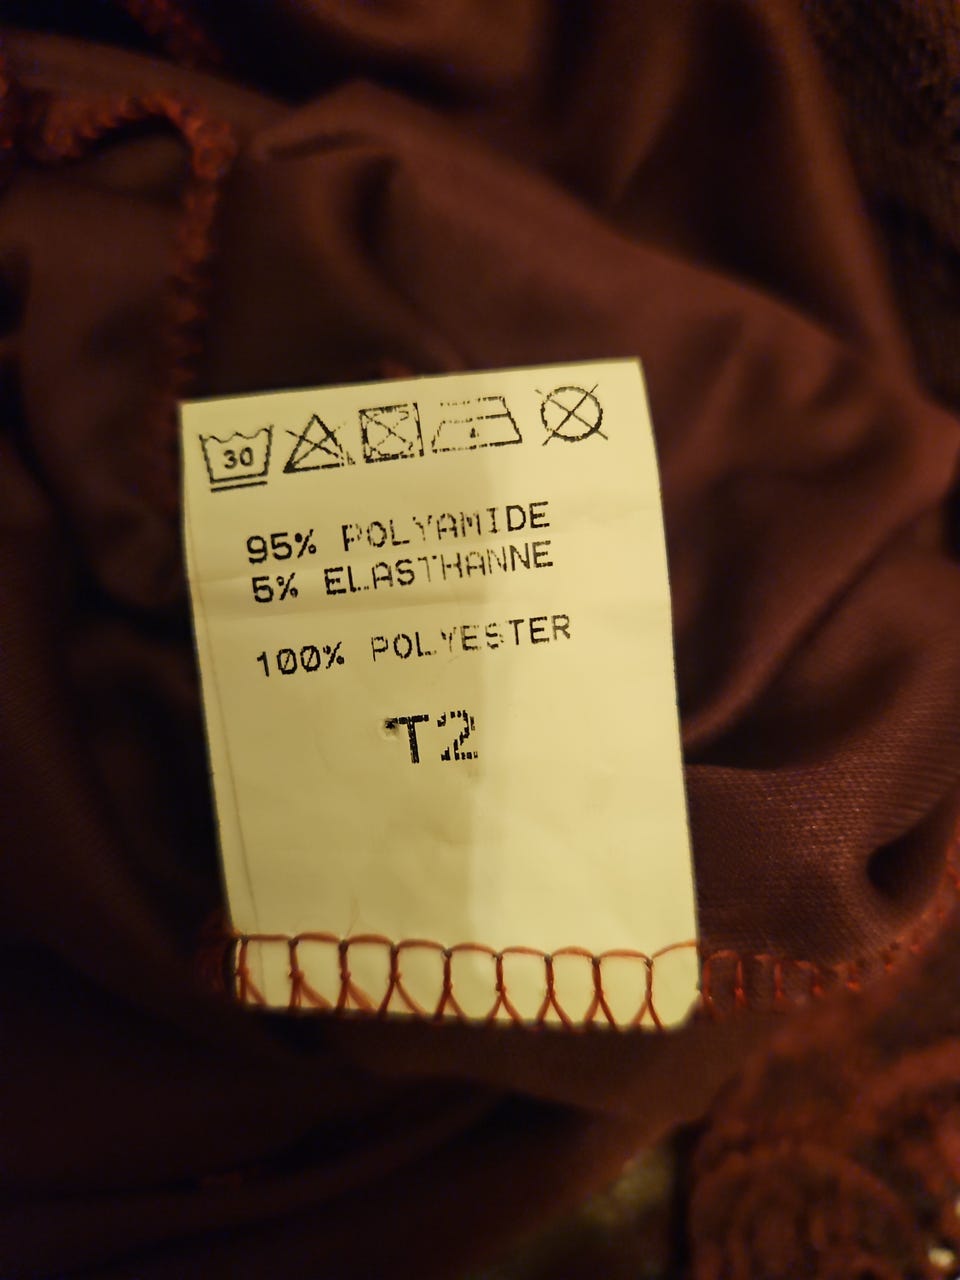 30
95% POLYAMIDE
5% ELASTHANNE
100% POLYESTER
T2